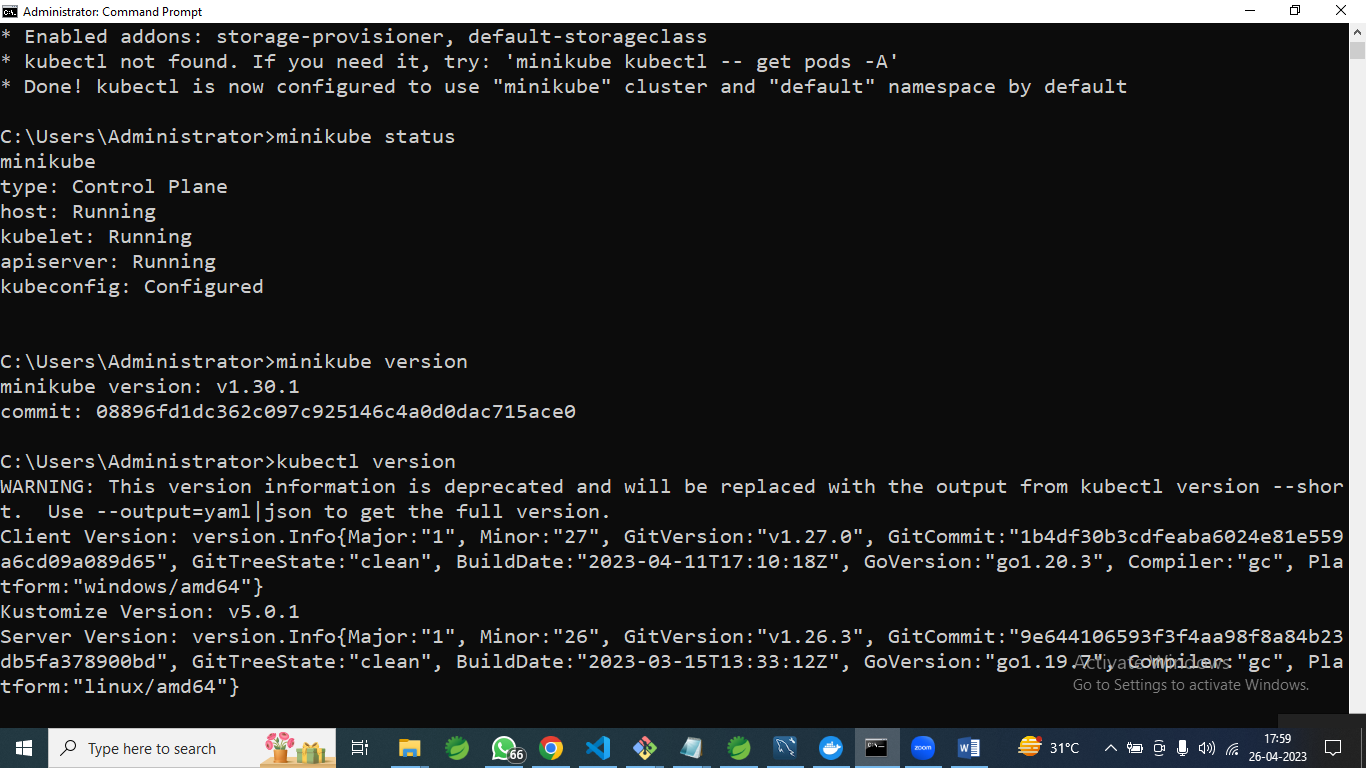 Administrator: Command Prompt
* Enabled addons: storage-provisioner, default-storageclass
* kubectl not found. If you need it, try: 'minikube kubectl -- get pods -A'
* Done! kubectl is now configured to use "minikube" cluster and "default" namespace by default
C:\Users\Administrator>minikube status
minikube
type: Control Plane
host: Running
kubelet: Running
apiserver: Running
kubeconfig: Configured
C:\Users\Administrator>minikube version
minikube version: v1.30.1
commit: 08896fd1dc362c097c925146c4a0d0dac715ace0
C:\Users\Administrator>kubectl version
WARNING: This version information is deprecated and will be replaced with the output from kubectl version --shor
t.  Use --output=yaml|json to get the full version.
Client Version: version.Info{Major:"1", Minor:"27", GitVersion:"v1.27.0", GitCommit:"1b4df30b3cdfeaba6024e81e559
a6cd09a089d65", GitTreeState:"clean", BuildDate:"2023-04-11T17:10:18Z", GoVersion:"go1.20.3", Compiler:"gc", Pla
tform:"windows/amd64"}
Kustomize Version: v5.0.1
Server Version: version.Info{Major:"1", Minor:"26", GitVersion:"v1.26.3", GitCommit:"9e644106593f3f4aa98f8a84b23
db5fa378900bd", GitTreeState:"clean", BuildDate:"2023-03-15T13:33:12Z", GoVersion:"go1.19.7", Compiler:"gc", Pla
tform:"linux/amd64"}
Activate Windows
Go to Settings to activate Windows.
Type here to search
66
zoom
31°C
17:59
26-04-2023